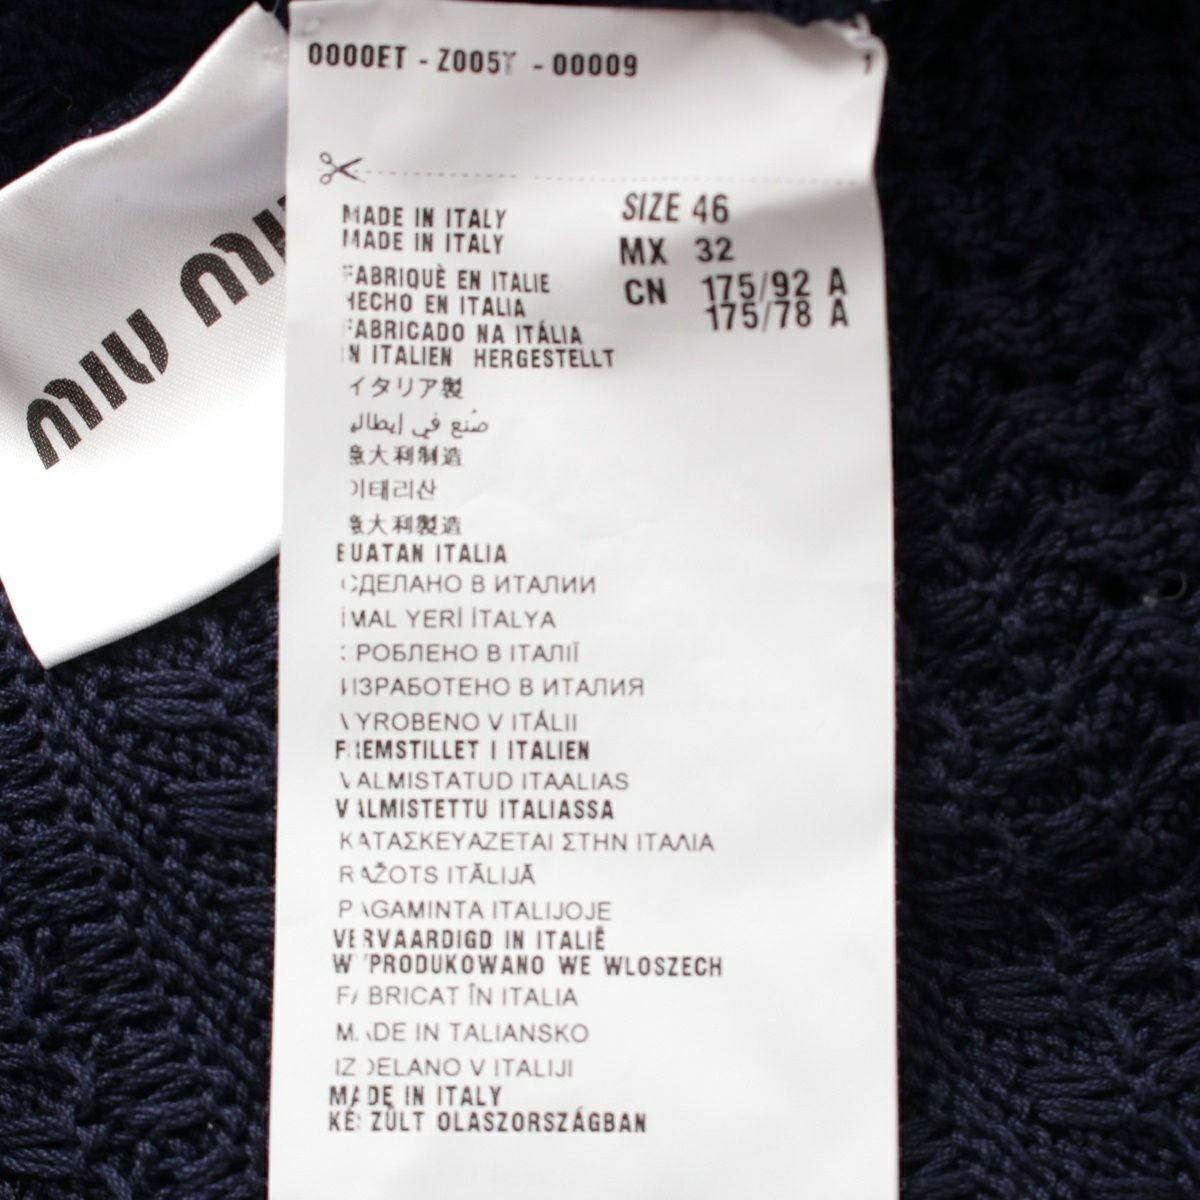 0000ET - Z005Y - 00009 1
MIU MIU
MADE IN ITALY
MADE IN ITALY
FABRIQUÈ EN ITALIE
HECHO EN ITALIA
FABRICADO NA ITÁLIA
IN ITALIEN HERGESTELLT
SIZE 46
MX 32
CN 175/92 A
175/78 A
イタリア製
صُنع في إيطاليا
意大利制造
이태리산
意大利製造
BUATAN ITALIA
СДЕЛАНО В ИТАЛИИ
İMAL YERİ İTALYA
ЗРОБЛЕНО В ІТАЛІЇ
ИЗРАБОТЕНО В ИТАЛИЯ
VYROBENO V ITÁLII
FREMSTILLET I ITALIEN
VALMISTATUD ITAALIAS
VALMISTETTU ITALIASSA
ΚΑΤΑΣΚΕΥΑΖΕΤΑΙ ΣΤΗΝ ΙΤΑΛΙΑ
RAŽOTS ITĀLIJĀ
PAGAMINTA ITALIJOJE
VERVAARDIGD IN ITALIË
WYPRODUKOWANO WE WLOSZECH
FABRICAT ÎN ITALIA
MADE IN TALIANSKO
IZDELANO V ITALIJI
MADE IN ITALY
KÉSZÜLT OLASZORSZÁGBAN